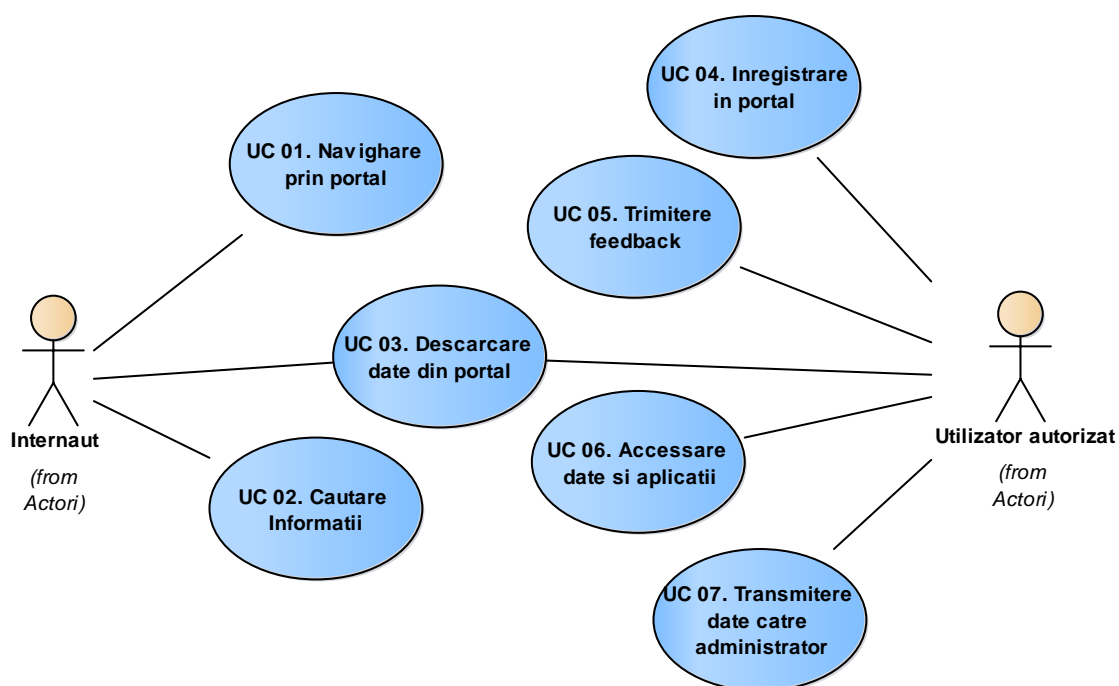 UC 04. Inregistrare
in portal
UC 01. Navighare
prin portal
UC 05. Trimitere
feedback
UC 03. Descarcare
date din portal
Internaut
(from
Actori)
Utilizator autorizat
(from
Actori)
UC 06. Accessare
date si aplicatii
UC 02. Cautare
Informatii
UC 07. Transmitere
date catre
administrator